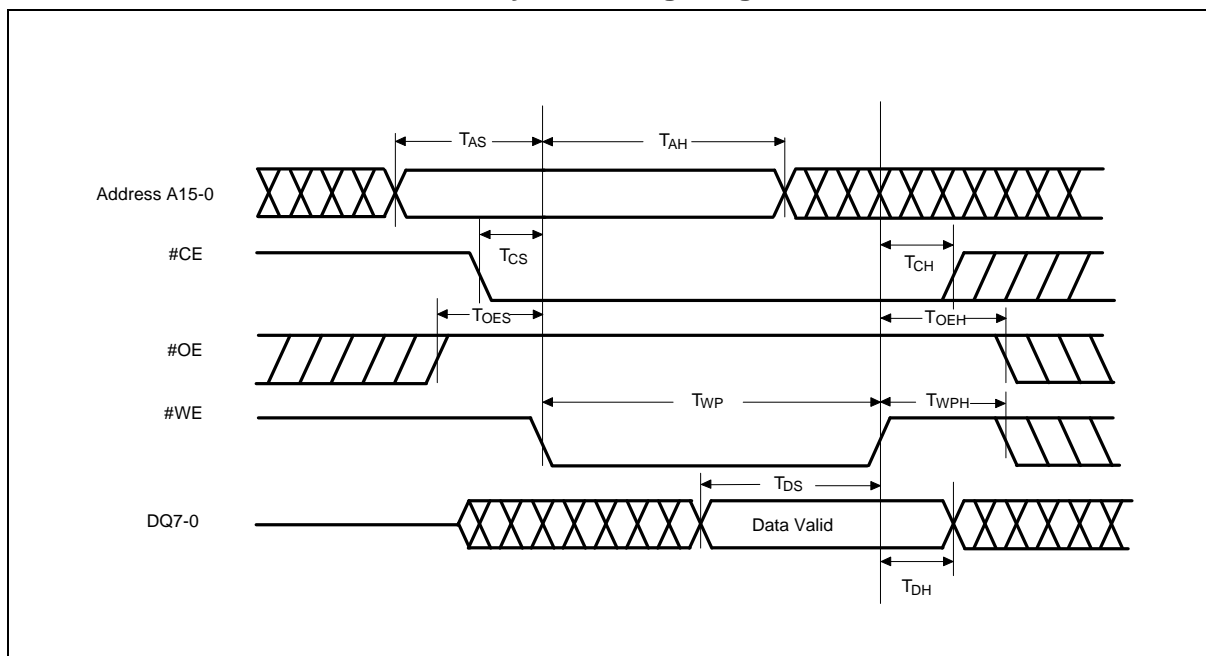 TAS
TAH
Address A15-0
#CE
TCS
TCH
TOES
TOEH
#OE
#WE
TWP
TWPH
TDS
DQ7-0
Data Valid
TDH